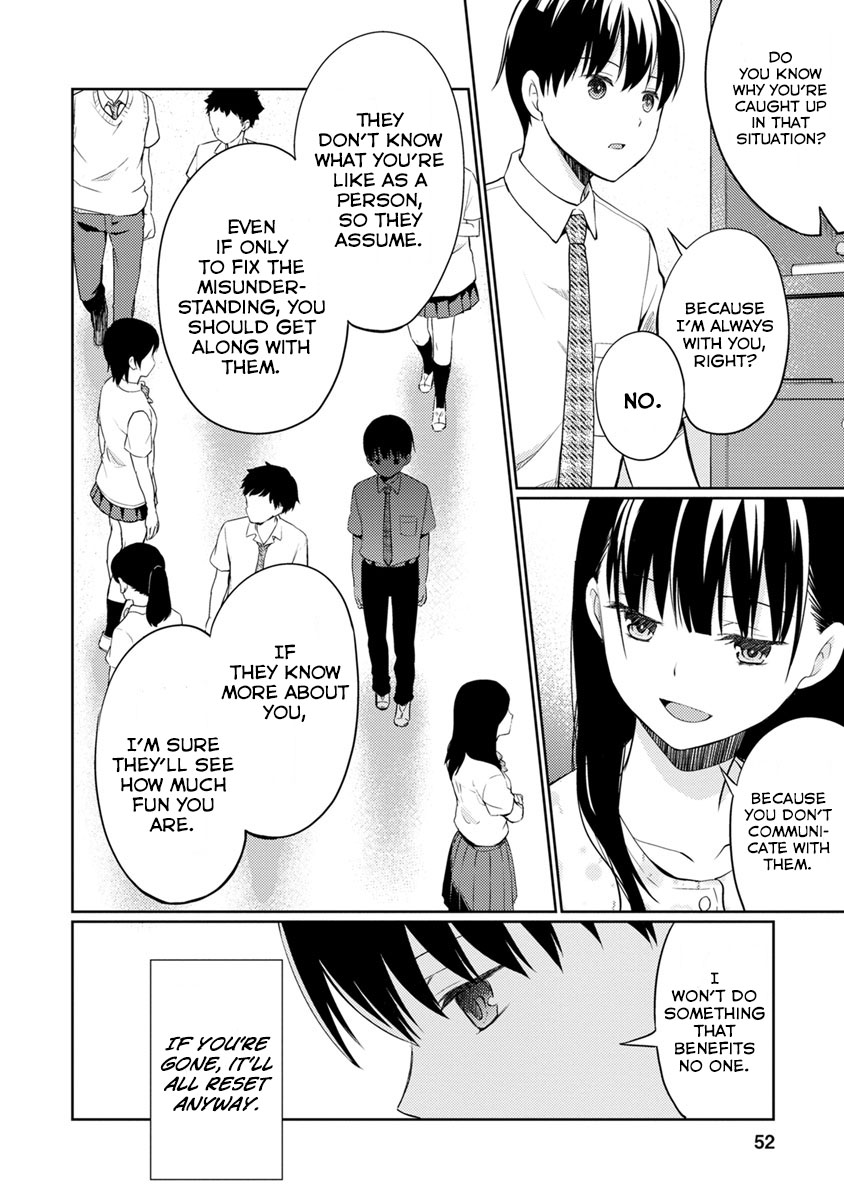 DO
YOU KNOW
WHY YOU'RE
CAUGHT UP
IN THAT
SITUATION?
BECAUSE
I'M ALWAYS
WITH YOU,
RIGHT?
NO.
BECAUSE
YOU DON'T
COMMUNI-
CATE WITH
THEM.
THEY
DON'T KNOW
WHAT YOU'RE
LIKE AS A
PERSON,
SO THEY
ASSUME.
EVEN
IF ONLY
TO FIX THE
MISUNDER-
STANDING, YOU
SHOULD GET
ALONG WITH
THEM.
IF
THEY KNOW
MORE ABOUT
YOU,
I'M SURE
THEY'LL SEE
HOW MUCH
FUN YOU
ARE.
I
WON'T DO
SOMETHING
THAT
BENEFITS
NO ONE.
IF YOU'RE
GONE, IT'LL
ALL RESET
ANYWAY.
52